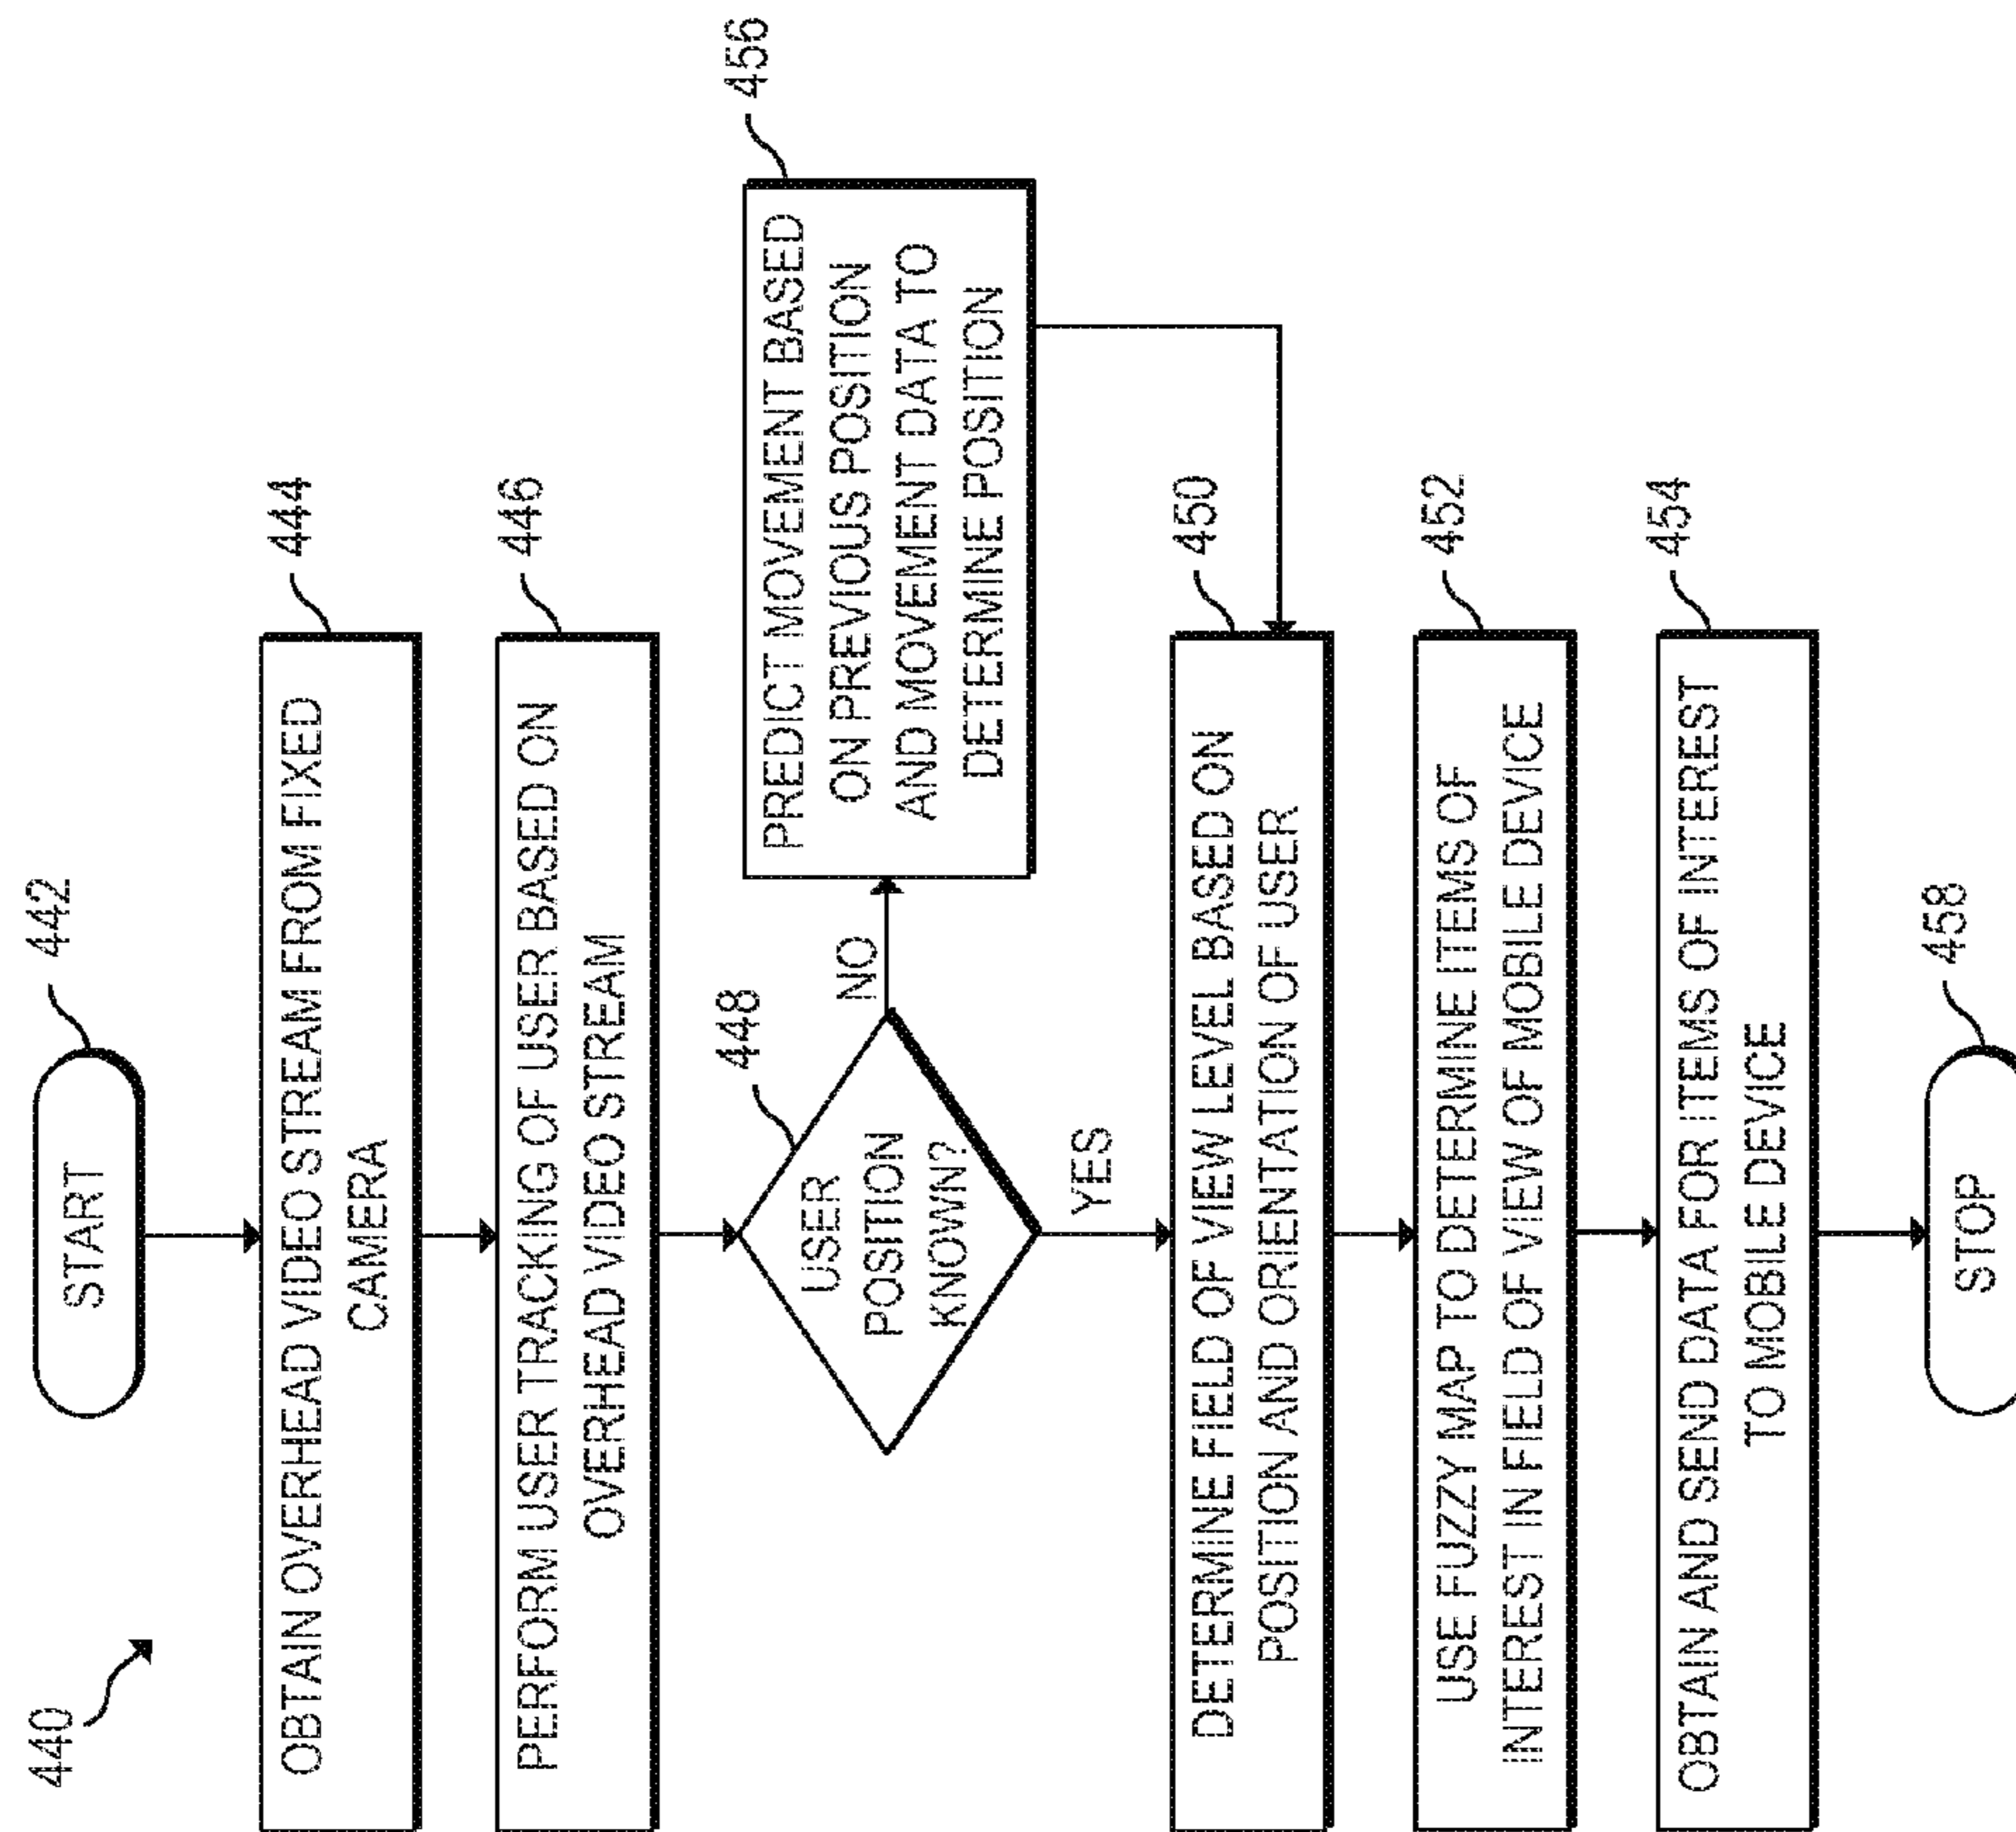 440
START
442
OBTAIN OVERHEAD VIDEO STREAM FROM FIXED
CAMERA
444
PERFORM USER TRACKING OF USER BASED ON
OVERHEAD VIDEO STREAM
446
USER
POSITION
KNOWN?
448
NO
PREDICT MOVEMENT BASED
ON PREVIOUS POSITION
AND MOVEMENT DATA TO
DETERMINE POSITION
456
YES
DETERMINE FIELD OF VIEW LEVEL BASED ON
POSITION AND ORIENTATION OF USER
450
USE FUZZY MAP TO DETERMINE ITEMS OF
INTEREST IN FIELD OF VIEW OF MOBILE DEVICE
452
OBTAIN AND SEND DATA FOR ITEMS OF INTEREST
TO MOBILE DEVICE
454
STOP
458